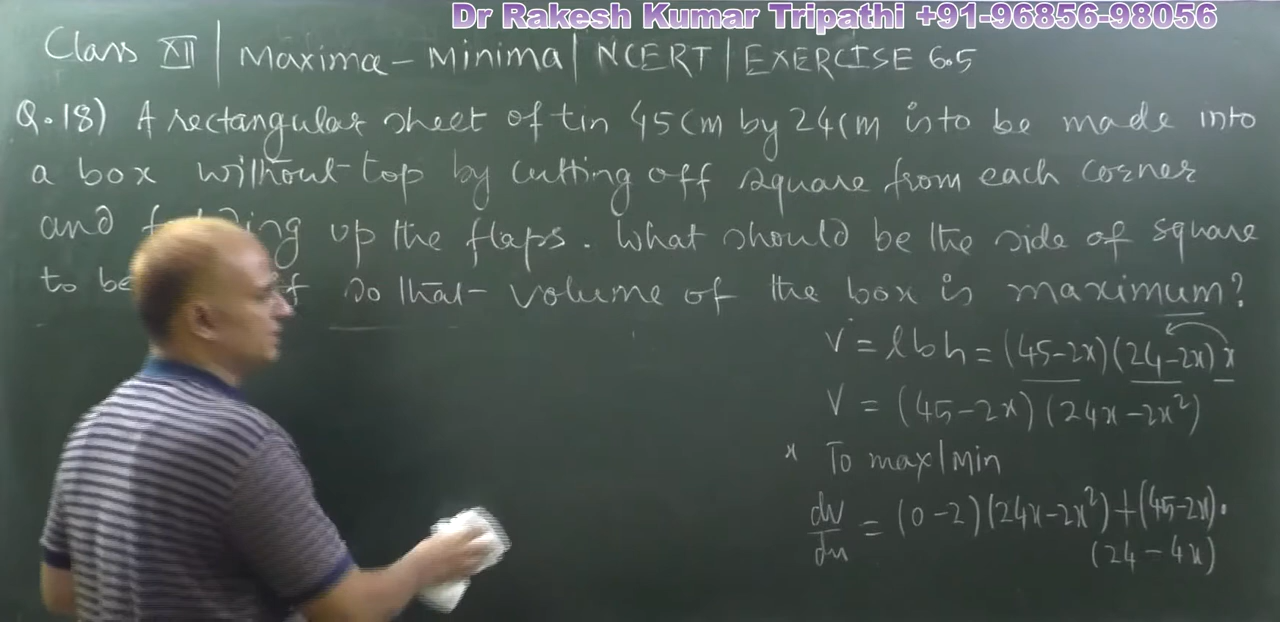 Dr Rakesh Kumar Tripathi +91-96856-98056
Class XII | Maxima - Minima | NCERT | EXERCISE 6.5
Q.18) A rectangular sheet of tin 45cm by 24cm is to be made into
a box without top by cutting off square from each corner
and up the flaps. What should be the side of square
to be so that volume of the box is maximum?
V = lbh = (45-2x)(24-2x)x
V = (45-2x)(24x-2x²)
* To max/min
dv/dx = (0-2)(24x-2x²)+(45-2x).
(24-4x)